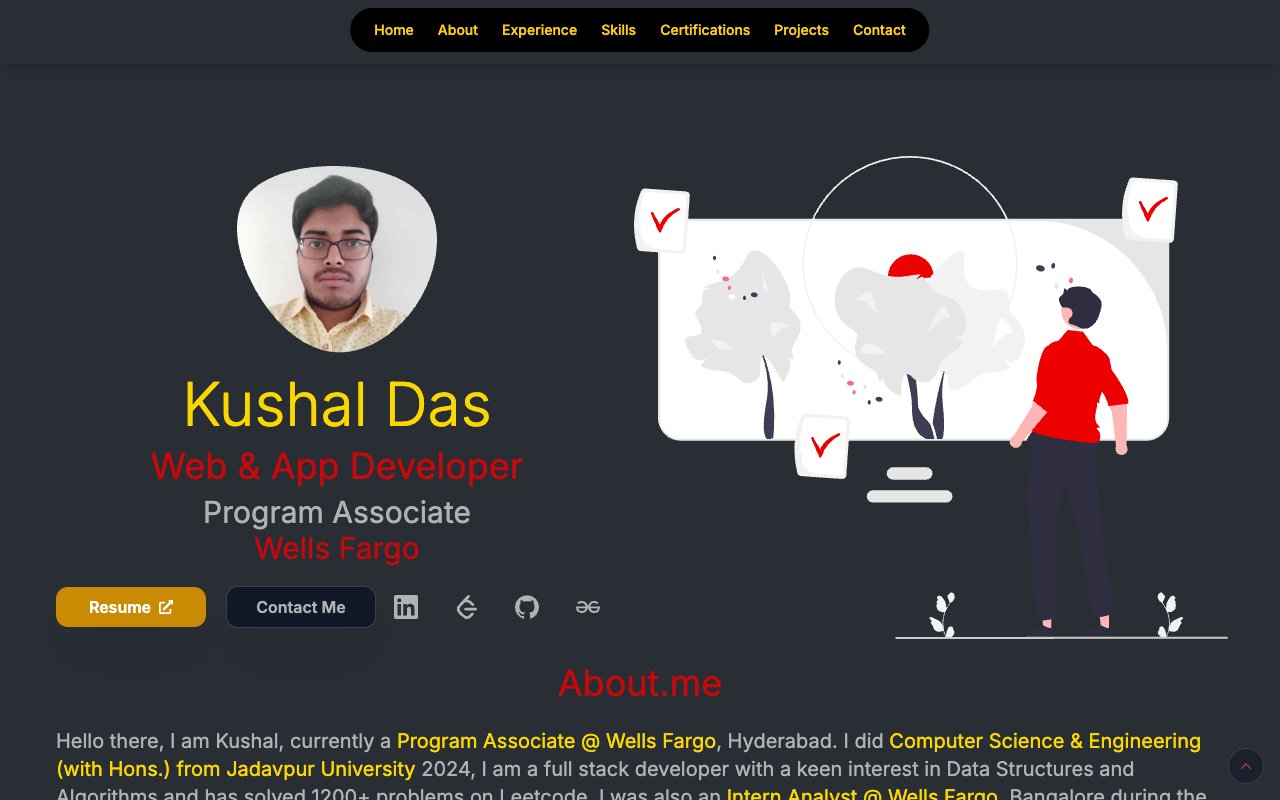 Home About Experience Skills Certifications Projects Contact
Kushal Das
Web & App Developer
Program Associate
Wells Fargo
Resume Contact Me
About.me
Hello there, I am Kushal, currently a Program Associate @ Wells Fargo, Hyderabad. I did Computer Science & Engineering
(with Hons.) from Jadavpur University 2024, I am a full stack developer with a keen interest in Data Structures and
Algorithms and has solved 1200+ problems on Leetcode. I was also an Intern Analyst @ Wells Fargo, Bangalore during the